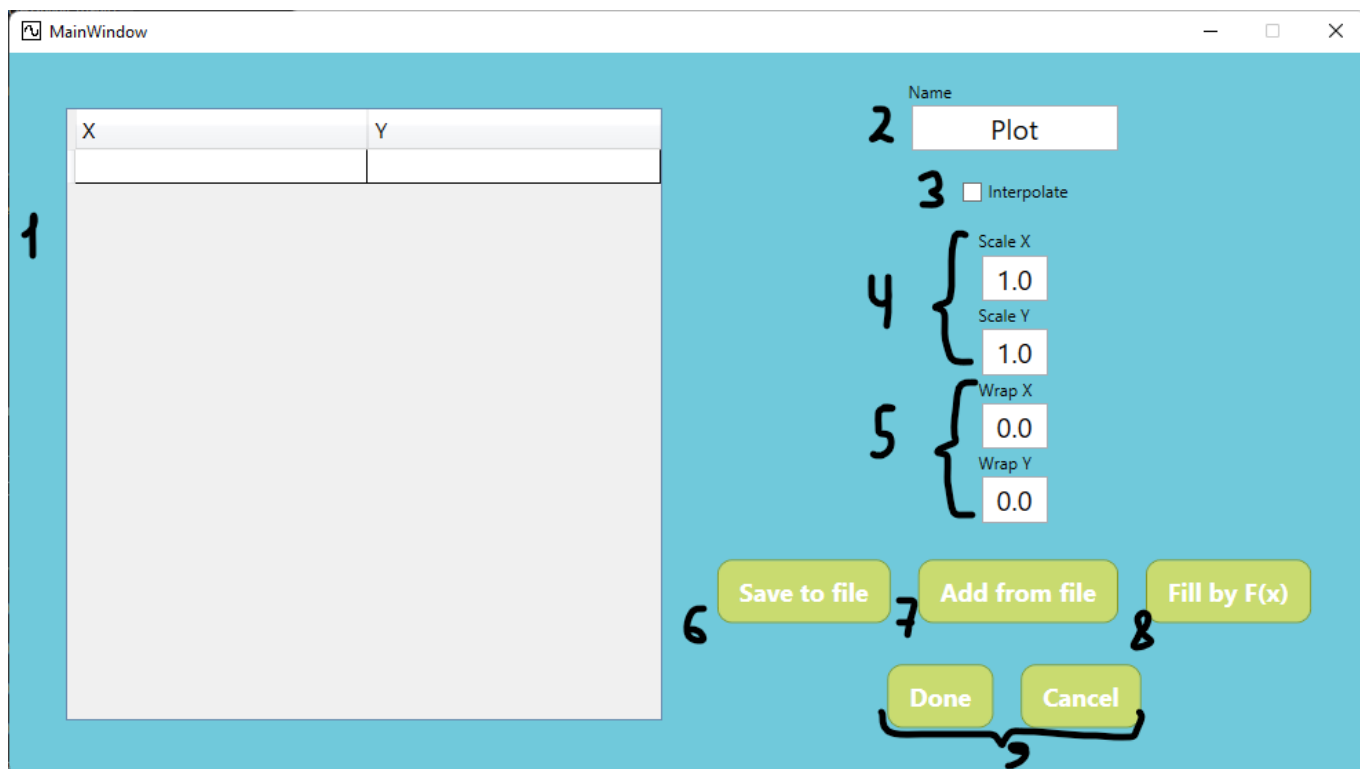 MainWindow
Name
2 Plot
X Y
3 Interpolate
1
Scale X
4 1.0
Scale Y
1.0
Wrap X
5 0.0
Wrap Y
0.0
6 Save to file 7 Add from file 8 Fill by F(x)
Done Cancel
9